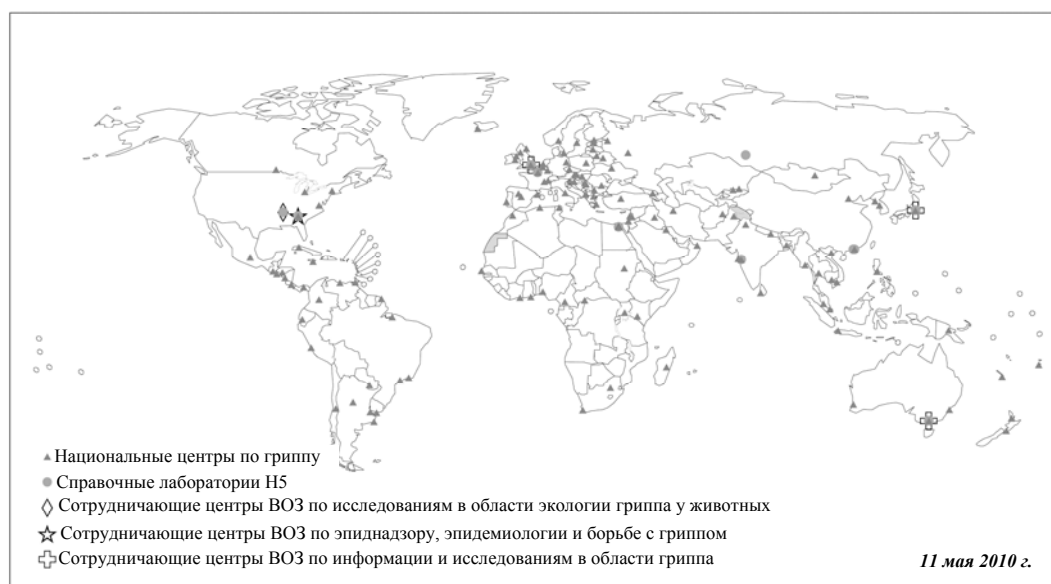 Национальные центры по гриппу
Справочные лаборатории H5
Сотрудничающие центры ВОЗ по исследованиям в области экологии гриппа у животных
Сотрудничающие центры ВОЗ по эпиднадзору, эпидемиологии и борьбе с гриппом
Сотрудничающие центры ВОЗ по информации и исследованиям в области гриппа
11 мая 2010 г.